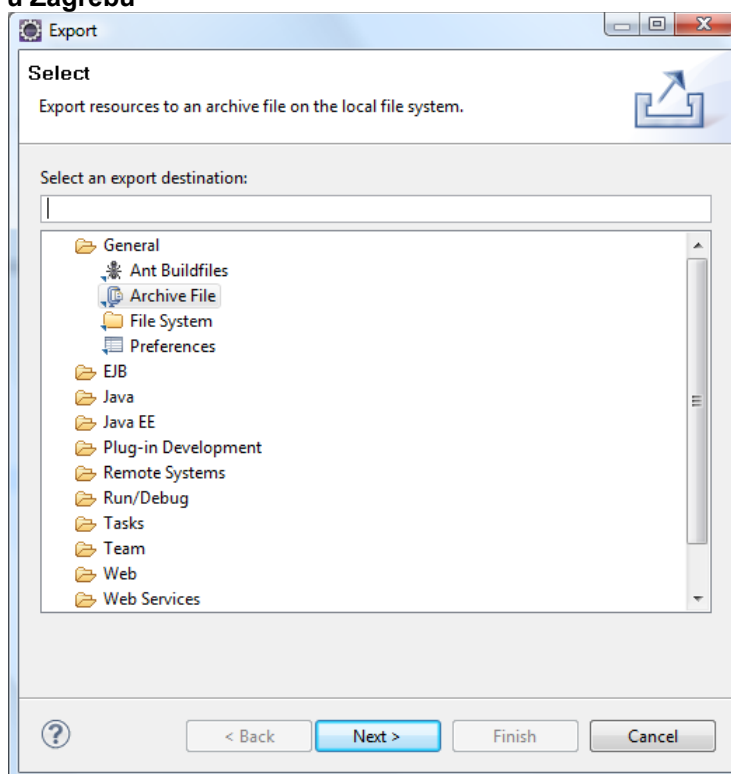 u Zagrebu
Export
Select
Export resources to an archive file on the local file system.
Select an export destination:
General
Ant Buildfiles
Archive File
File System
Preferences
EJB
Java
Java EE
Plug-in Development
Remote Systems
Run/Debug
Tasks
Team
Web
Web Services
?
< Back Next > Finish Cancel